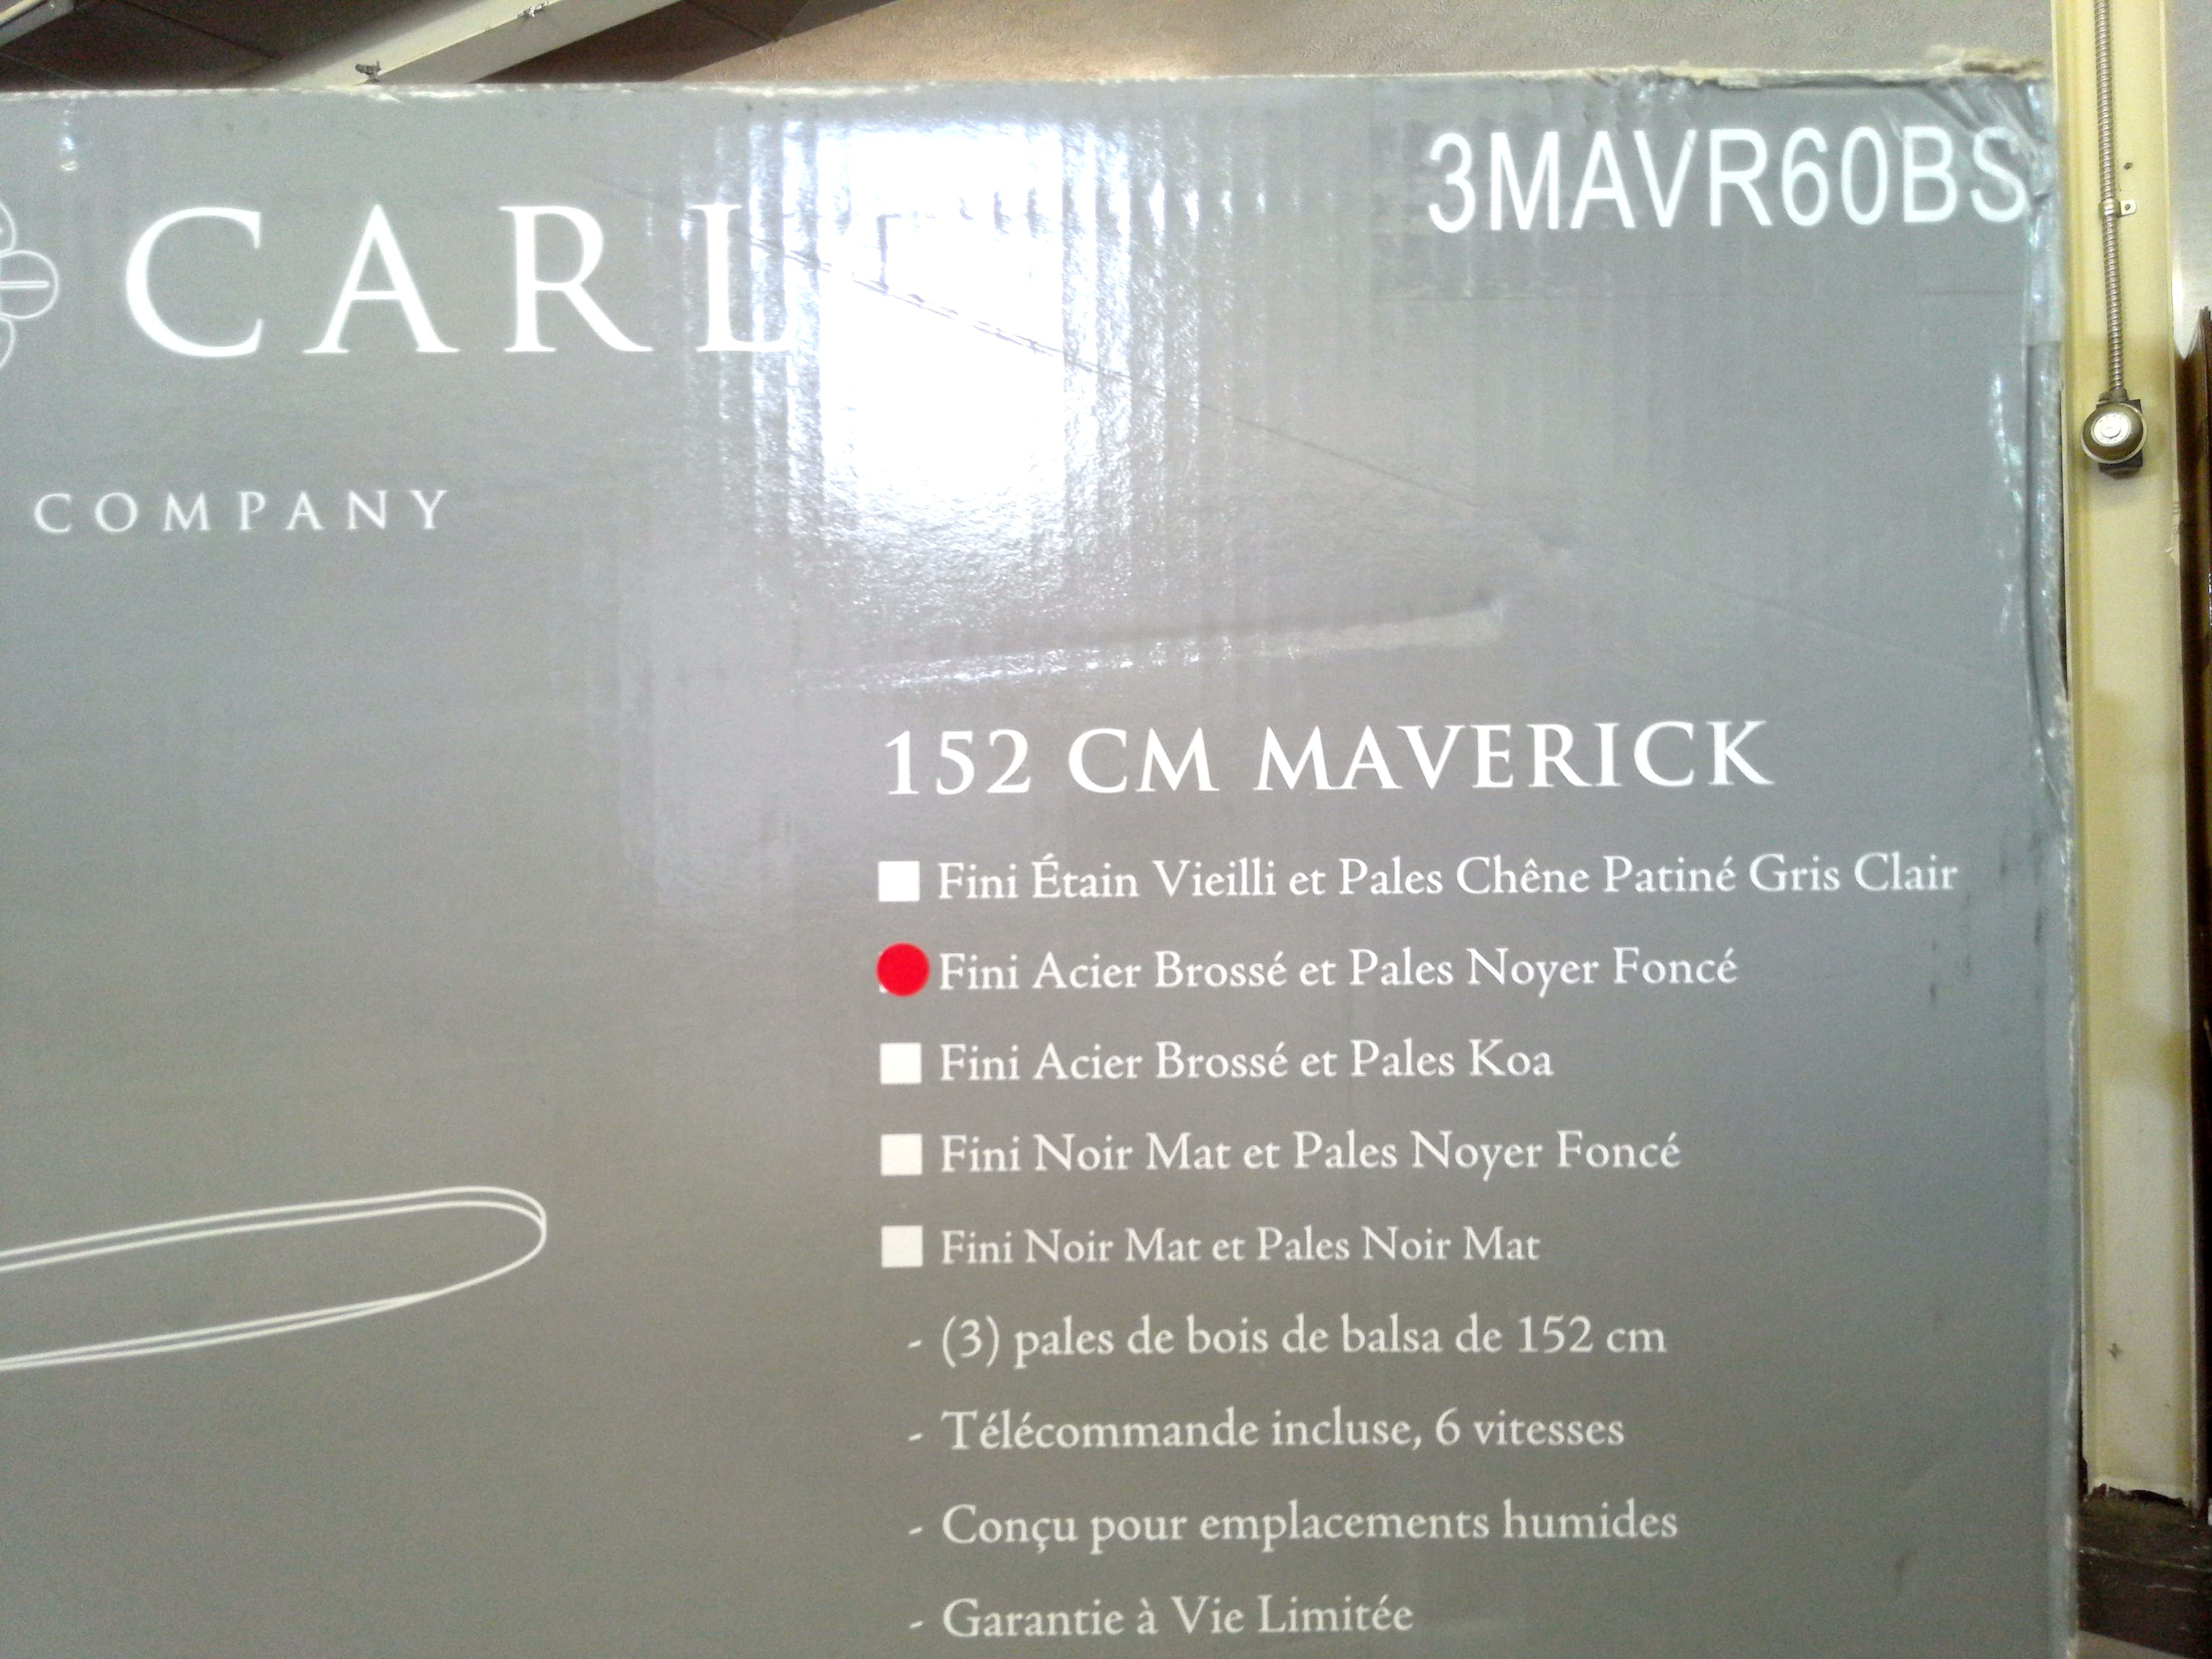 3MAVR60BS
CARL
COMPANY
152 CM MAVERICK
Fini Étain Vieilli et Pales Chêne Patiné Gris Clair
Fini Acier Brossé et Pales Noyer Foncé
Fini Acier Brossé et Pales Koa
Fini Noir Mat et Pales Noyer Foncé
Fini Noir Mat et Pales Noir Mat
- (3) pales de bois de balsa de 152 cm
- Télécommande incluse, 6 vitesses
- Conçu pour emplacements humides
- Garantie à Vie Limitée